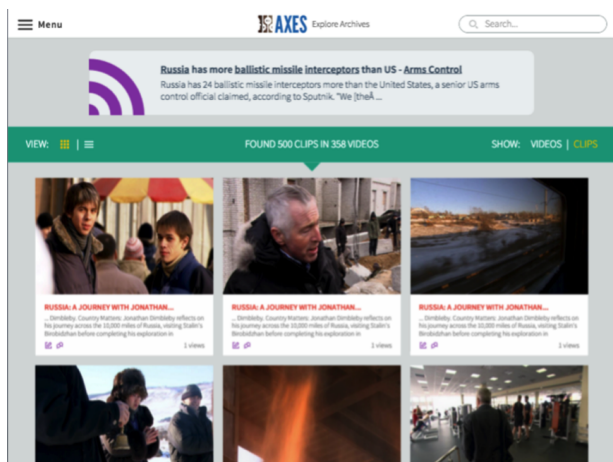 Menu
AXES Explore Archives
Search...
Russia has more ballistic missile interceptors than US - Arms Control
Russia has 24 ballistic missile interceptors more than the United States, a senior US arms
control official claimed, according to Sputnik. "We [theÂ ...
VIEW: |
FOUND 500 CLIPS IN 358 VIDEOS
SHOW: VIDEOS | CLIPS
RUSSIA: A JOURNEY WITH JONATHAN...
... Dimbleby. Country Matters: Jonathan Dimbleby reflects on
his journey across the 10,000 miles of Russia, visiting Stalin's
Birobidzhan before completing his exploration in
1 views
RUSSIA: A JOURNEY WITH JONATHAN...
... Dimbleby. Country Matters: Jonathan Dimbleby reflects on
his journey across the 10,000 miles of Russia, visiting Stalin's
Birobidzhan before completing his exploration in
2 views
RUSSIA: A JOURNEY WITH JONATHAN...
... Dimbleby. Country Matters: Jonathan Dimbleby reflects on
his journey across the 10,000 miles of Russia, visiting Stalin's
Birobidzhan before completing his exploration in
3 views